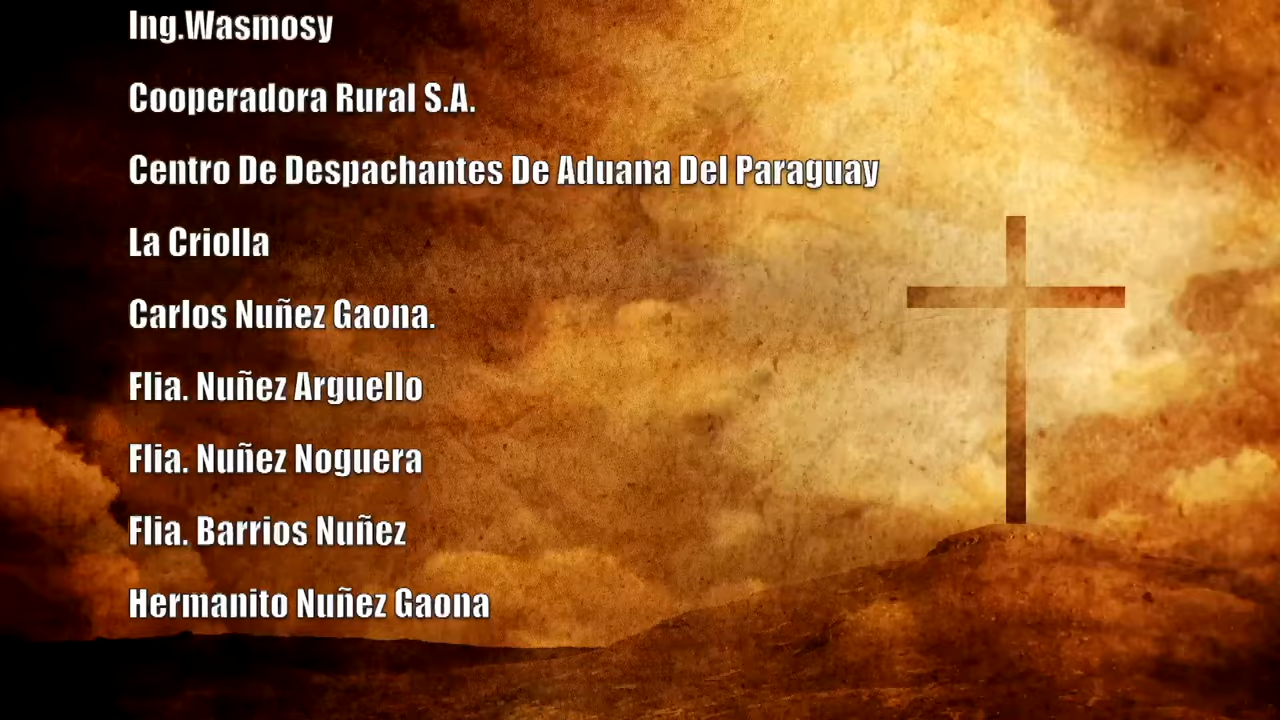 Ing.Wasmosy
Cooperadora Rural S.A.
Centro De Despachantes De Aduana Del Paraguay
La Criolla
Carlos Nuñez Gaona.
Flia. Nuñez Arguello
Flia. Nuñez Noguera
Flia. Barrios Nuñez
Hermanito Nuñez Gaona